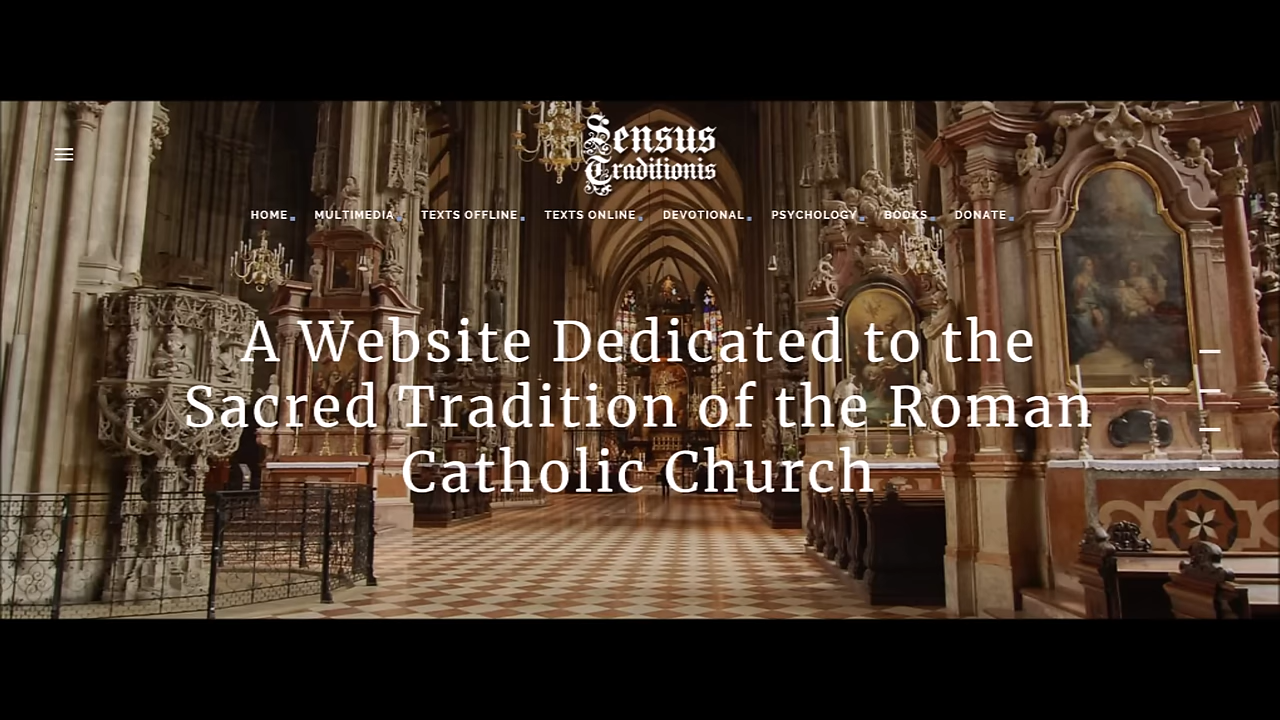 Sensus
Traditionis
HOME MULTIMEDIA TEXTS OFFLINE TEXTS ONLINE DEVOTIONAL PSYCHOLOGY BOOKS DONATE
A Website Dedicated to the
Sacred Tradition of the Roman
Catholic Church